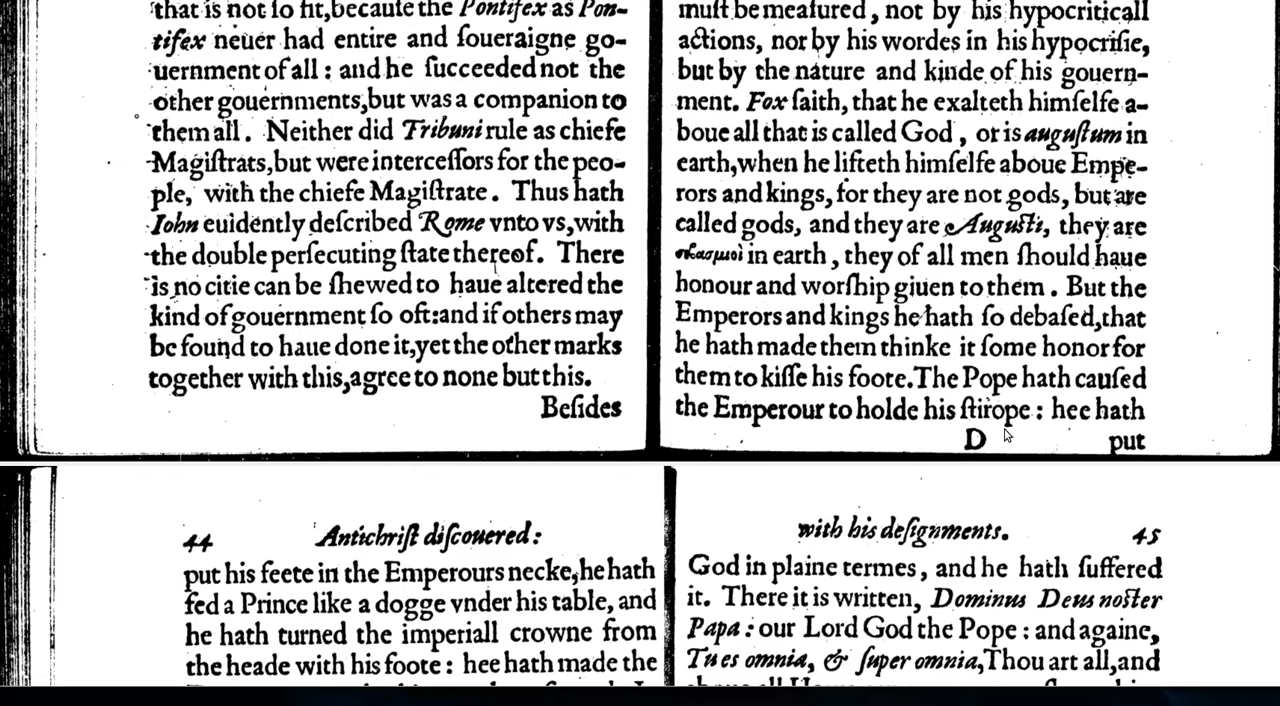 that is not ſo fit,becauſe the Pontifex as Pon-
tifex neuer had entire and ſoueraigne go-
uernment of all : and he ſucceeded not the
other gouernments,but was a companion to
them all . Neither did Tribuni rule as chiefe
Magiſtrats,but were interceſſors for the peo-
ple, with the chiefe Magiſtrate . Thus hath
Iohn euidently deſcribed Rome vnto vs,with
the double perſecuting ſtate thereof. There
is no citie can be ſhewed to haue altered the
kind of gouernment ſo oft:and if others may
be found to haue done it,yet the other marks
together with this,agree to none but this.
Beſides
muſt be meaſured , not by his hypocriticall
actions, nor by his wordes in his hypocriſie,
but by the nature and kinde of his gouern-
ment. Fox ſaith, that he exalteth himſelfe a-
boue all that is called God , or is auguſtum in
earth,when he lifteth himſelfe aboue Empe-
rors and kings, for they are not gods, but are
called gods, and they are Auguſti, they are
in earth , they of all men ſhould haue
honour and worſhip giuen to them . But the
Emperors and kings he hath ſo debaſed,that
he hath made them thinke it ſome honor for
them to kiſſe his foote.The Pope hath cauſed
the Emperour to holde his ſtirope : hee hath
D put
44 Antichriſt diſcouered:
put his feete in the Emperours necke,he hath
fed a Prince like a dogge vnder his table, and
he hath turned the imperiall crowne from
the heade with his foote : hee hath made the
with his deſignments. 45
God in plaine termes , and he hath ſuffered
it. There it is written, Dominus Deus noſter
Papa : our Lord God the Pope : and againe,
Tu es omnia, & ſuper omnia,Thou art all,and